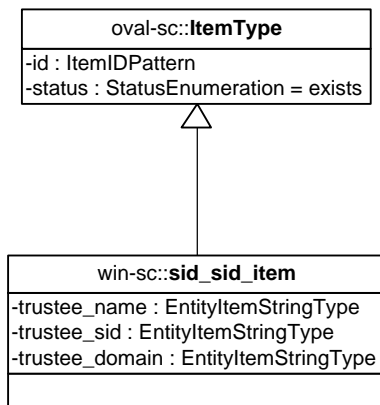 oval-sc::ItemType
-id : ItemIDPattern
-status : StatusEnumeration = exists
win-sc::sid_sid_item
-trustee_name : EntityItemStringType
-trustee_sid : EntityItemStringType
-trustee_domain : EntityItemStringType